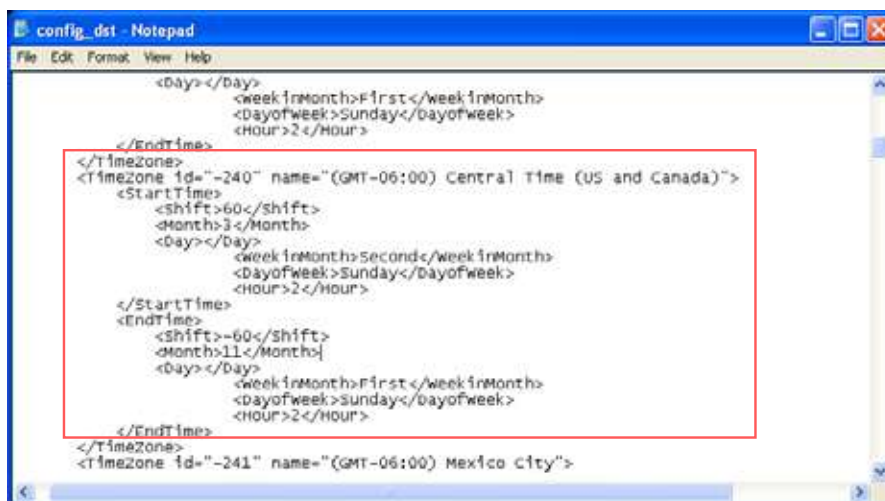 config_dst - Notepad
File Edit Format View Help
<Day></Day>
<WeekinMonth>First</WeekinMonth>
<DayofWeek>Sunday</DayofWeek>
<Hour>2</Hour>
</EndTime>
</TimeZone>
<TimeZone id="-240" name="(GMT-06:00) Central Time (US and Canada)">
<StartTime>
<Shift>60</Shift>
<Month>3</Month>
<Day></Day>
<WeekinMonth>Second</WeekinMonth>
<DayofWeek>Sunday</DayofWeek>
<Hour>2</Hour>
</StartTime>
<EndTime>
<Shift>-60</Shift>
<Month>11</Month>
<Day></Day>
<WeekinMonth>First</WeekinMonth>
<DayofWeek>Sunday</DayofWeek>
<Hour>2</Hour>
</EndTime>
</TimeZone>
<TimeZone id="-241" name="(GMT-06:00) Mexico City">